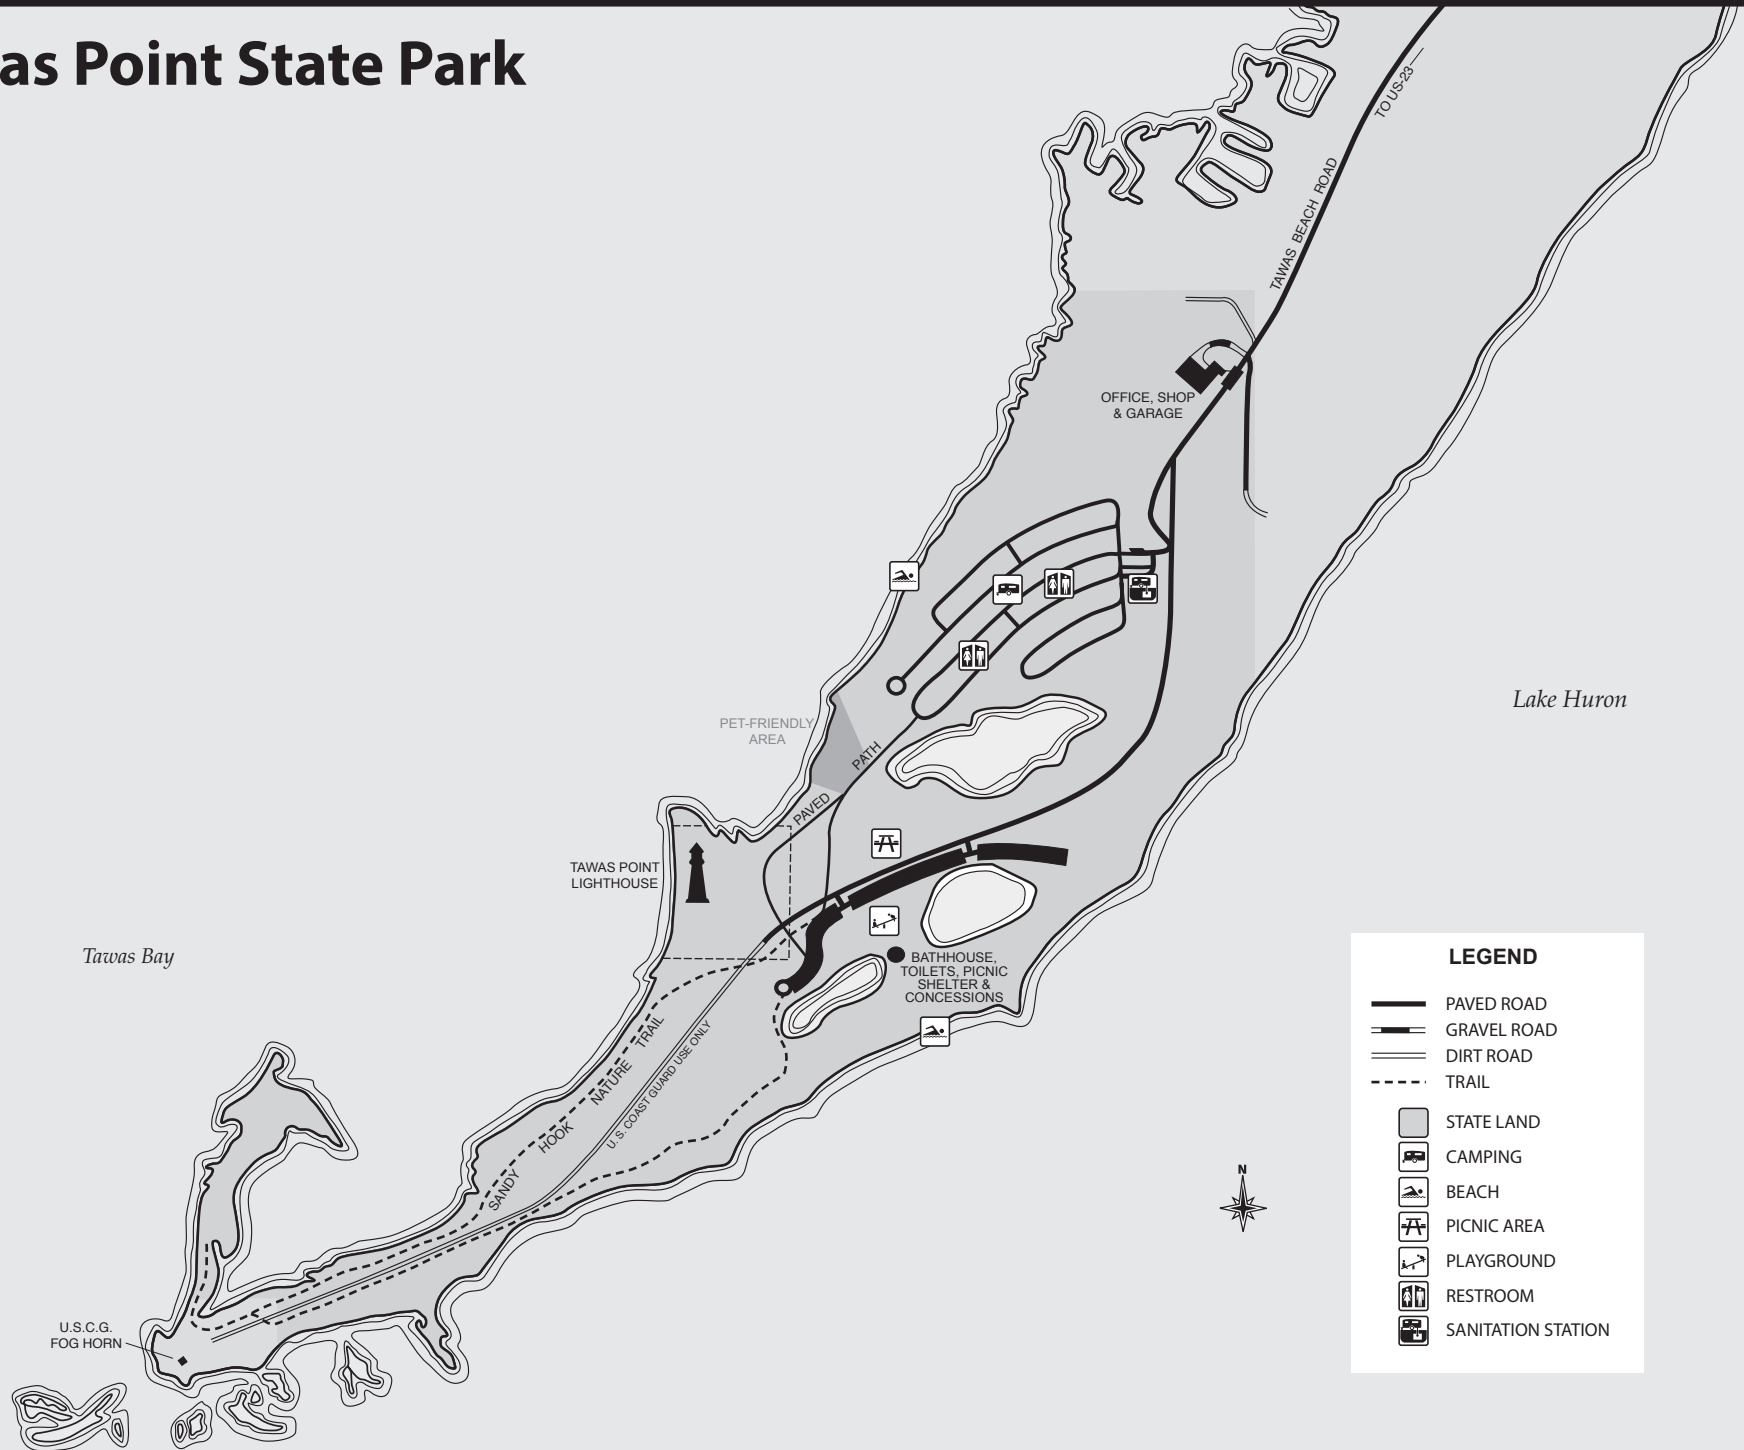 as Point State Park
TO US-23
TAWAS BEACH ROAD
OFFICE, SHOP
& GARAGE
Lake Huron
PET-FRIENDLY
AREA
PAVED PATH
TAWAS POINT
LIGHTHOUSE
Tawas Bay
BATHHOUSE,
TOILETS, PICNIC
SHELTER &
CONCESSIONS
SANDY HOOK NATURE TRAIL
U. S. COAST GUARD USE ONLY
U.S.C.G.
FOG HORN
N
LEGEND
PAVED ROAD
GRAVEL ROAD
DIRT ROAD
TRAIL
STATE LAND
CAMPING
BEACH
PICNIC AREA
PLAYGROUND
RESTROOM
SANITATION STATION